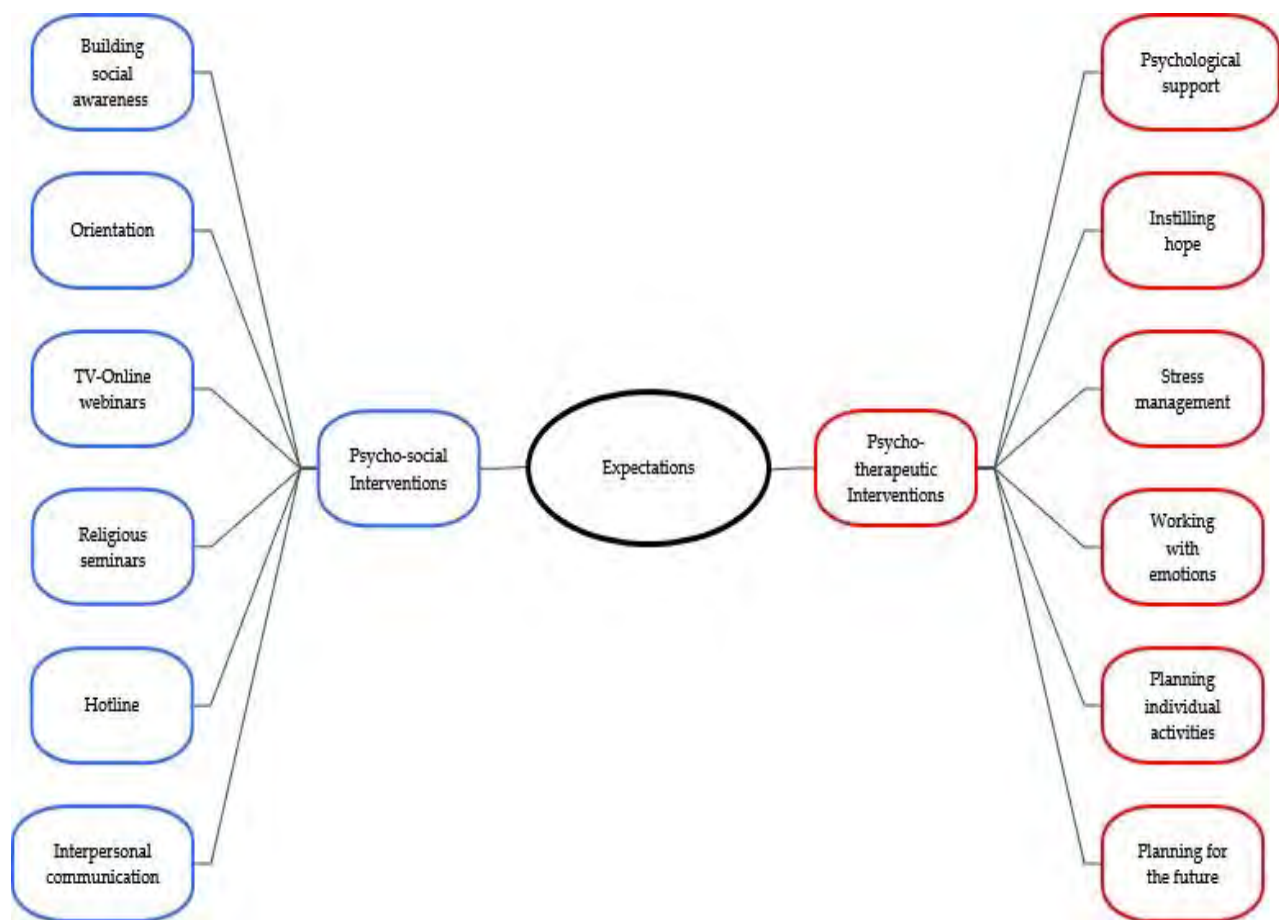 Building
social
awareness
Orientation
TV-Online
webinars
Religious
seminars
Hotline
Interpersonal
communication
Psycho-social
Interventions
Expectations
Psycho-
therapeutic
Interventions
Psychological
support
Instilling
hope
Stress
management
Working
with
emotions
Planning
individual
activities
Planning for
the future